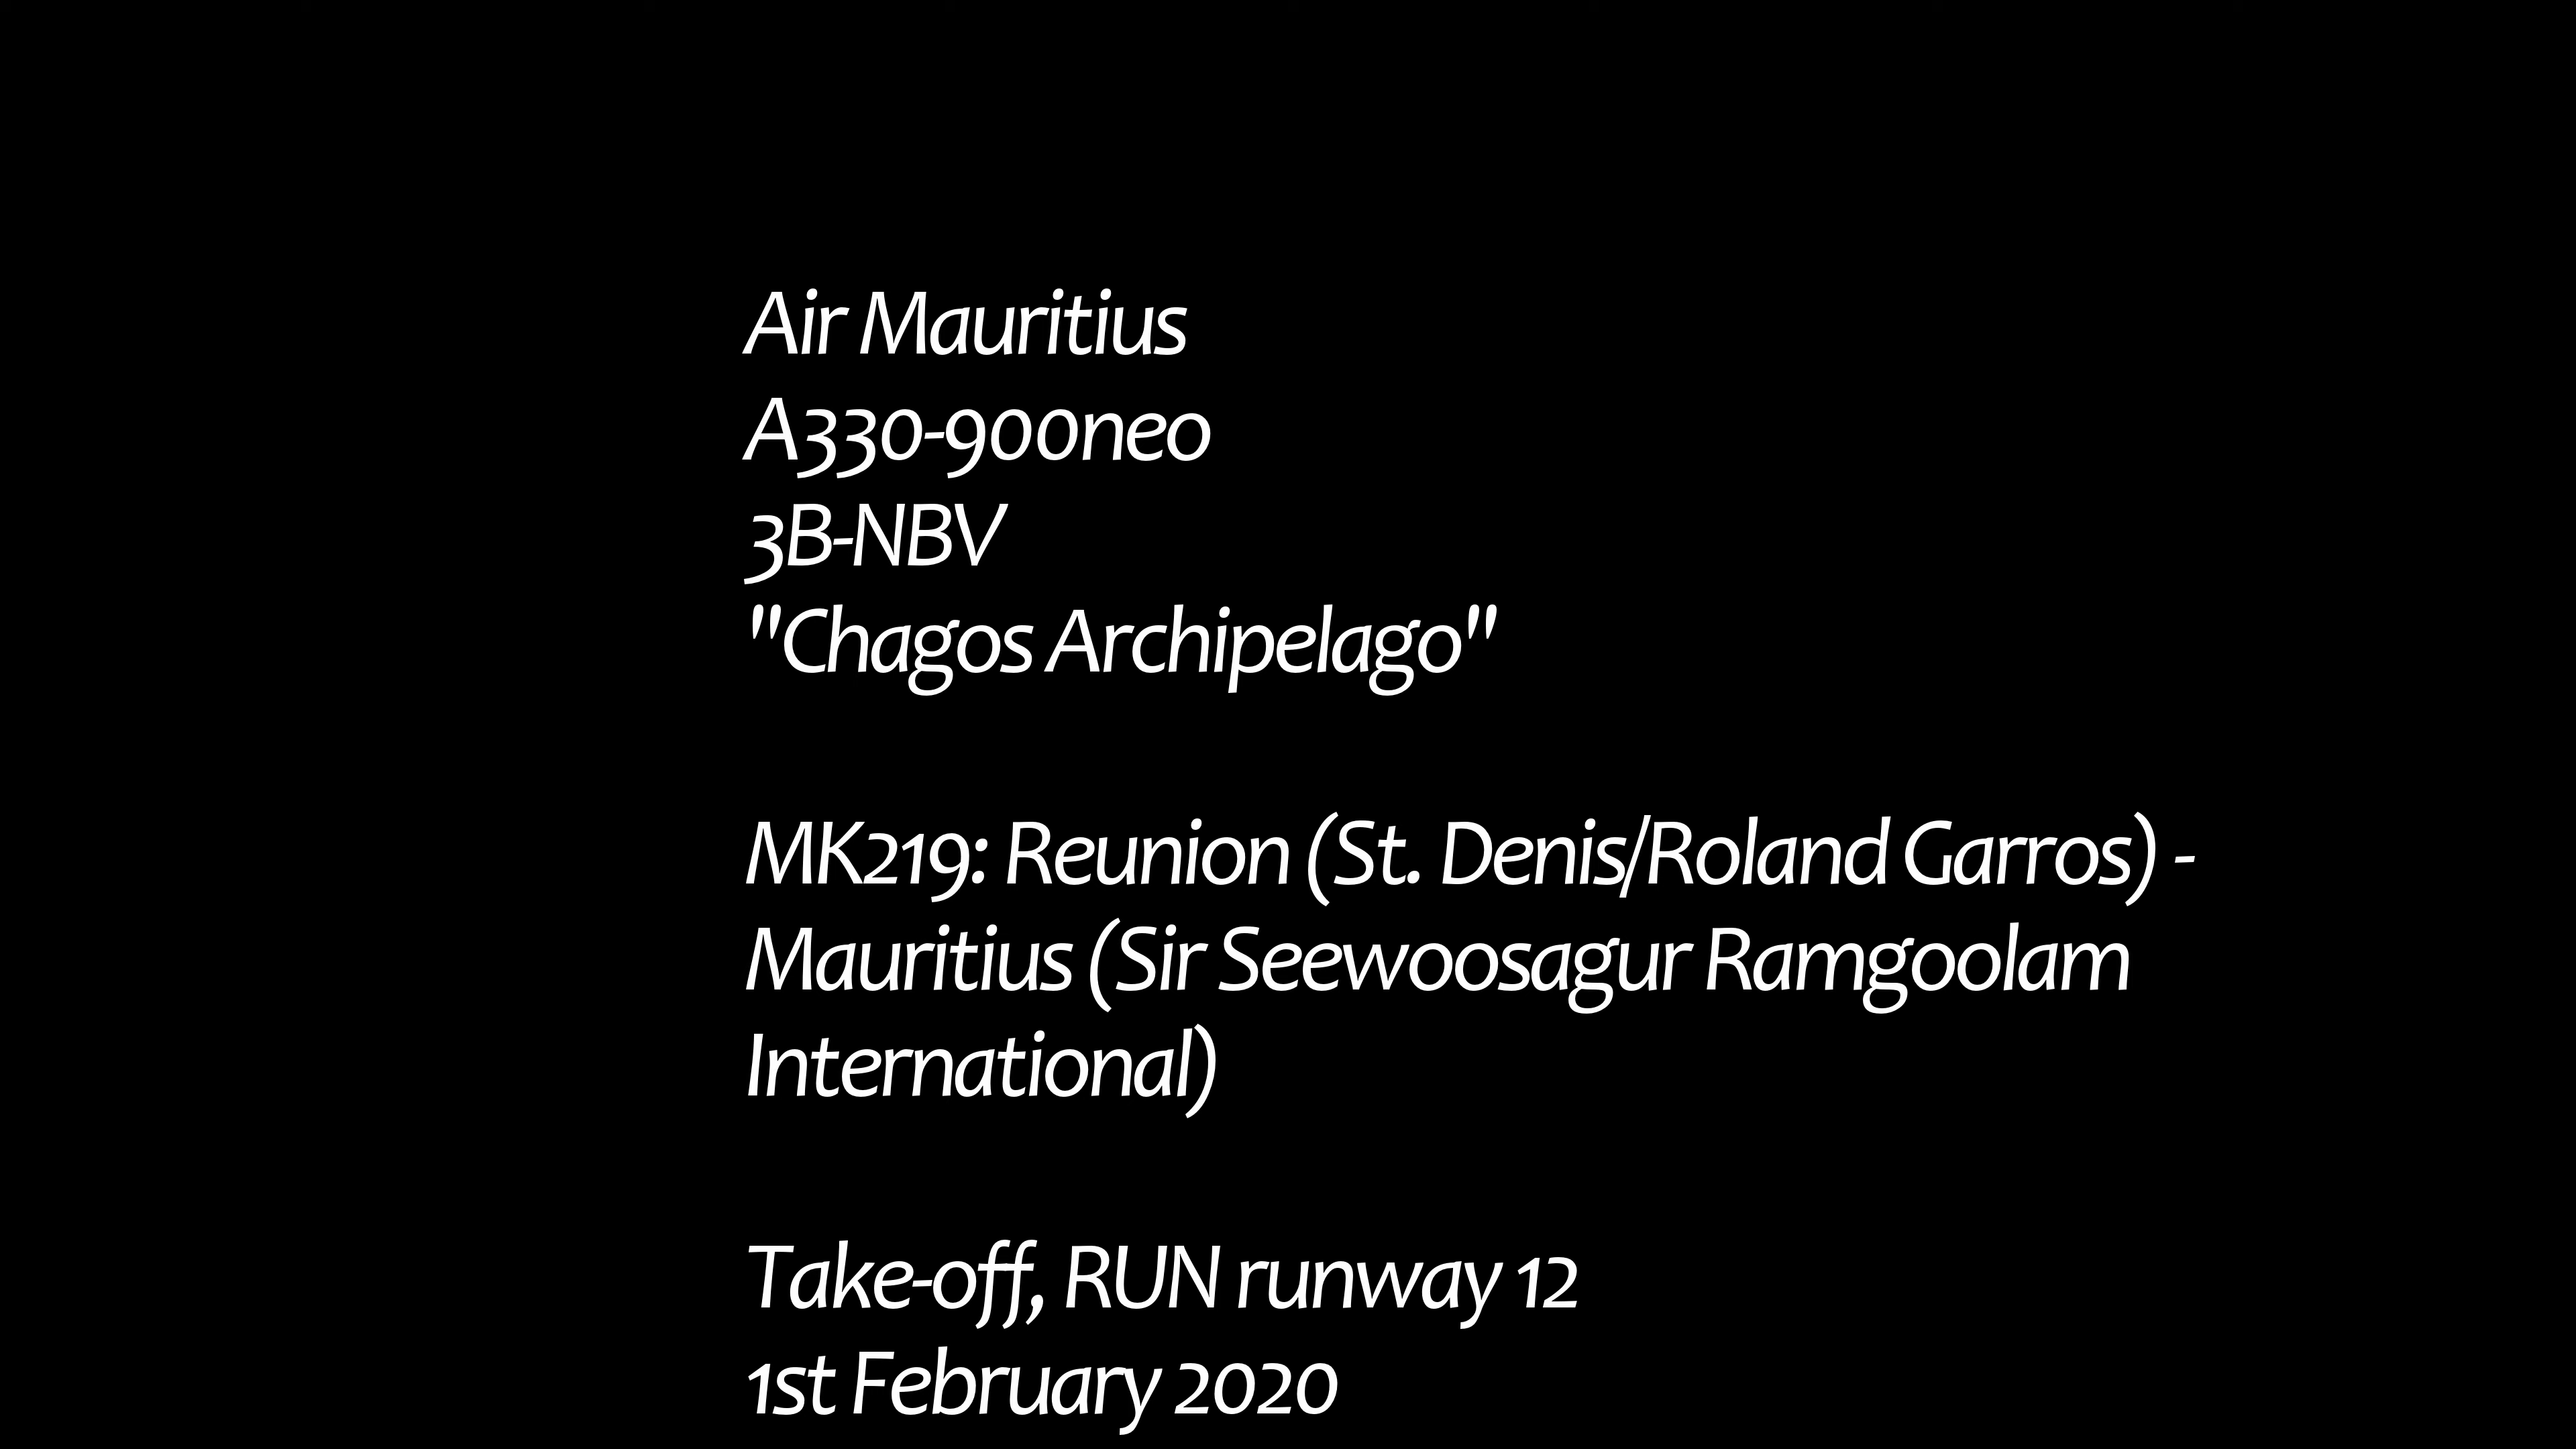 Air Mauritius
A330-900neo
3B-NBV
"Chagos Archipelago"
MK219: Reunion (St. Denis/Roland Garros) -
Mauritius (Sir Seewoosagur Ramgoolam
International)
Take-off, RUN runway 12
1st February 2020